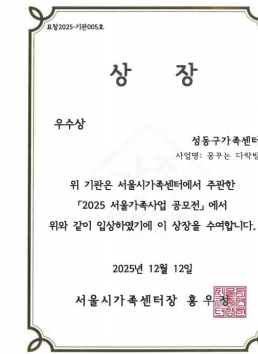 표창2025-기관005호
상 장
우수상
성동구가족센터
사업명: 꿈꾸는 다락방
위 기관은 서울시가족센터에서 주관한
「2025 서울가족사업 공모전」에서
위와 같이 입상하였기에 이 상장을 수여합니다.
2025년 12월 12일
서울시가족센터장 홍우정